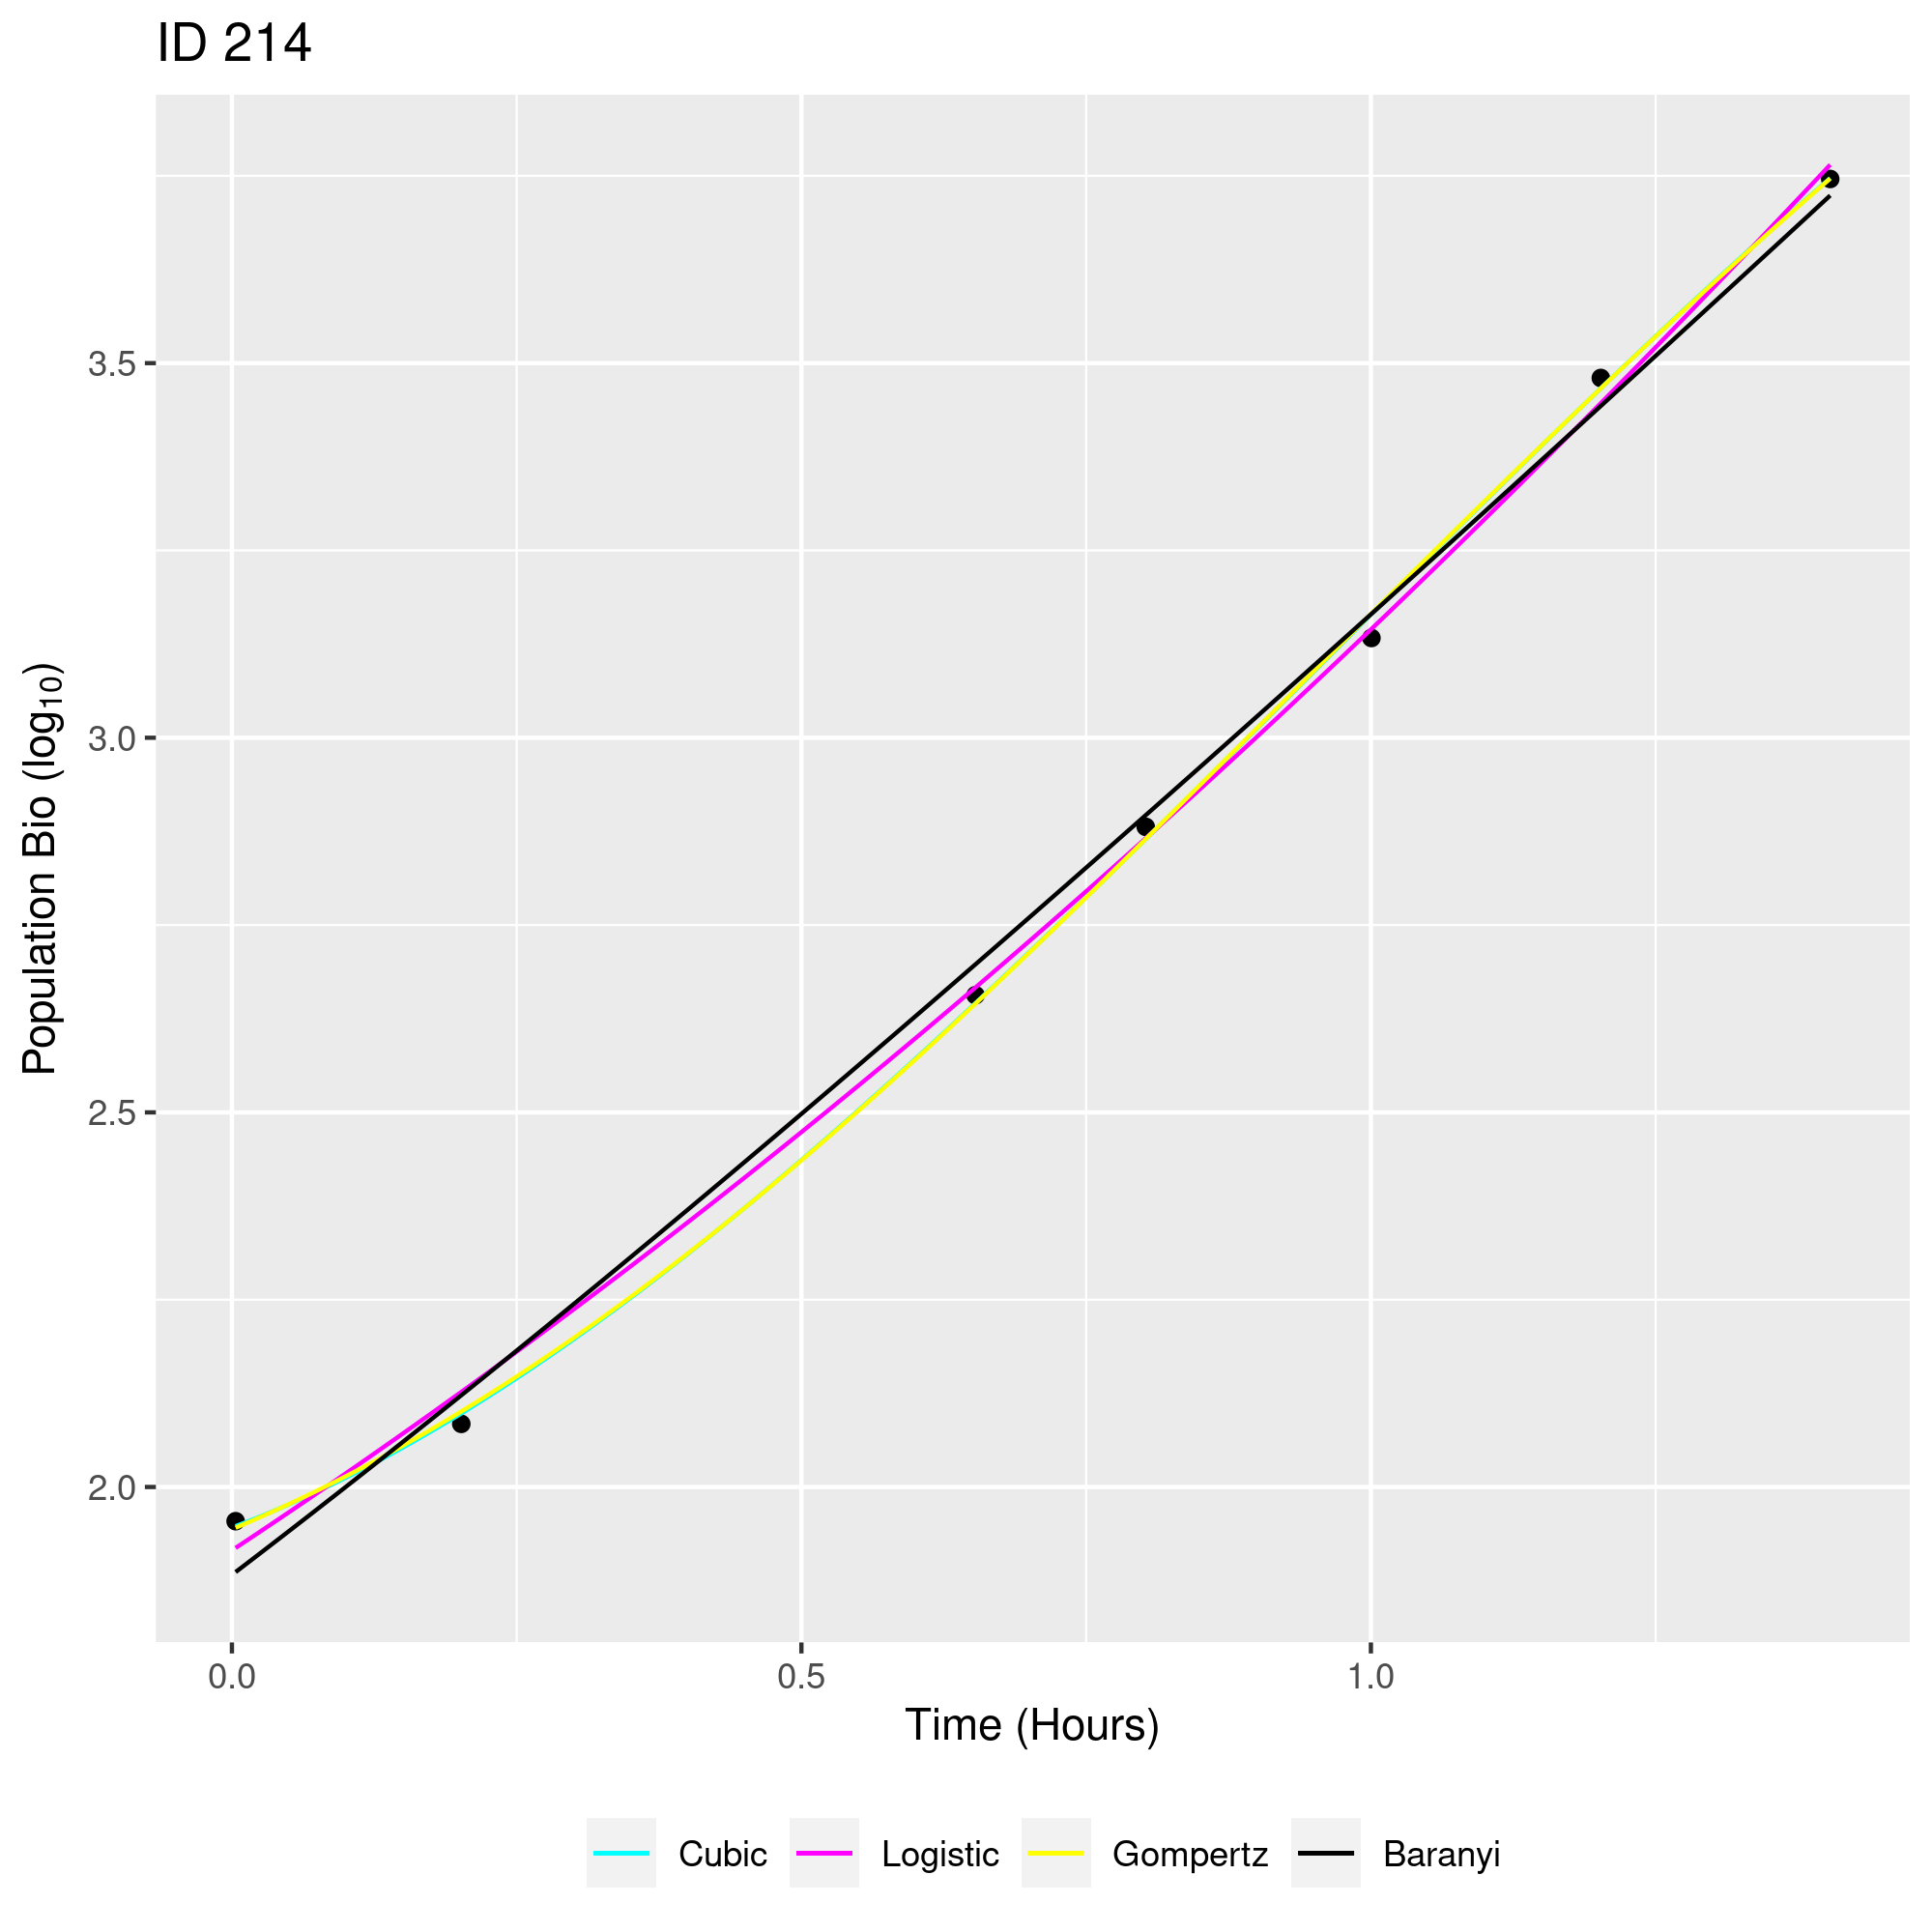 ID 214
Population Bio (log₁₀)
3.5
3.0
2.5
2.0
0.0 0.5 1.0
Time (Hours)
Cubic Logistic Gompertz Baranyi